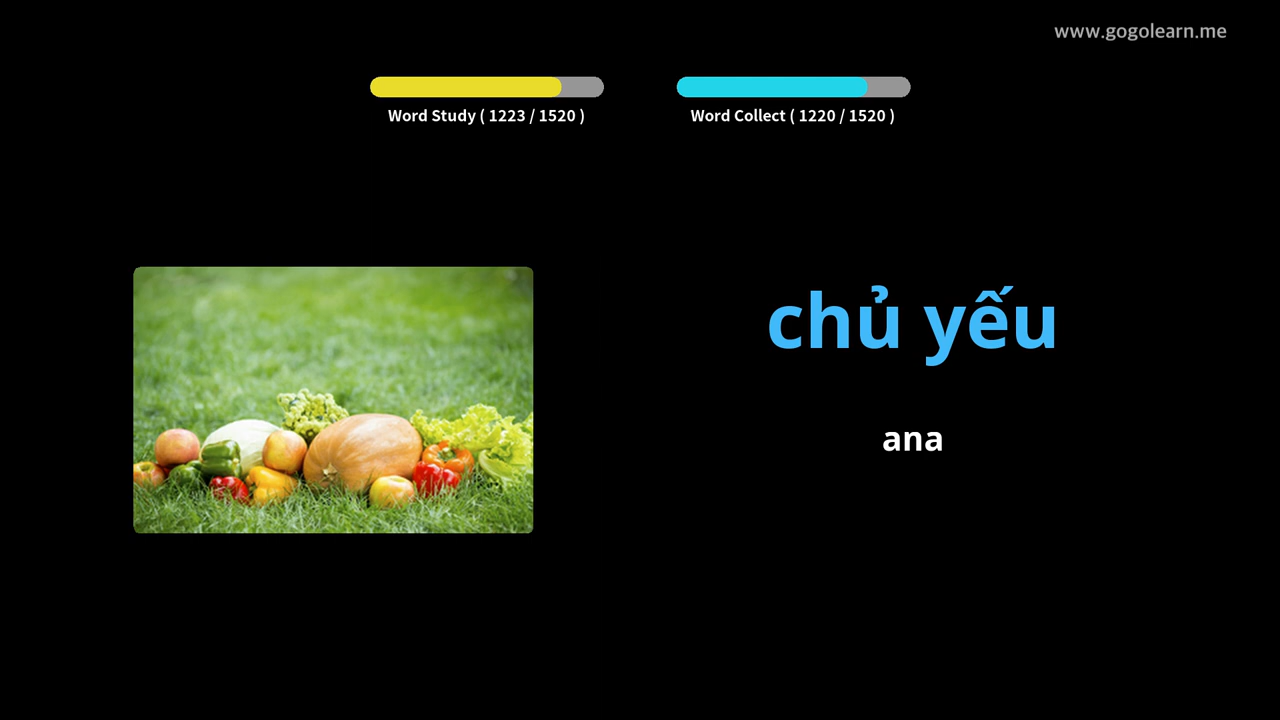 www.gogolearn.me
Word Study ( 1223 / 1520 )
Word Collect ( 1220 / 1520 )
chủ yếu
ana